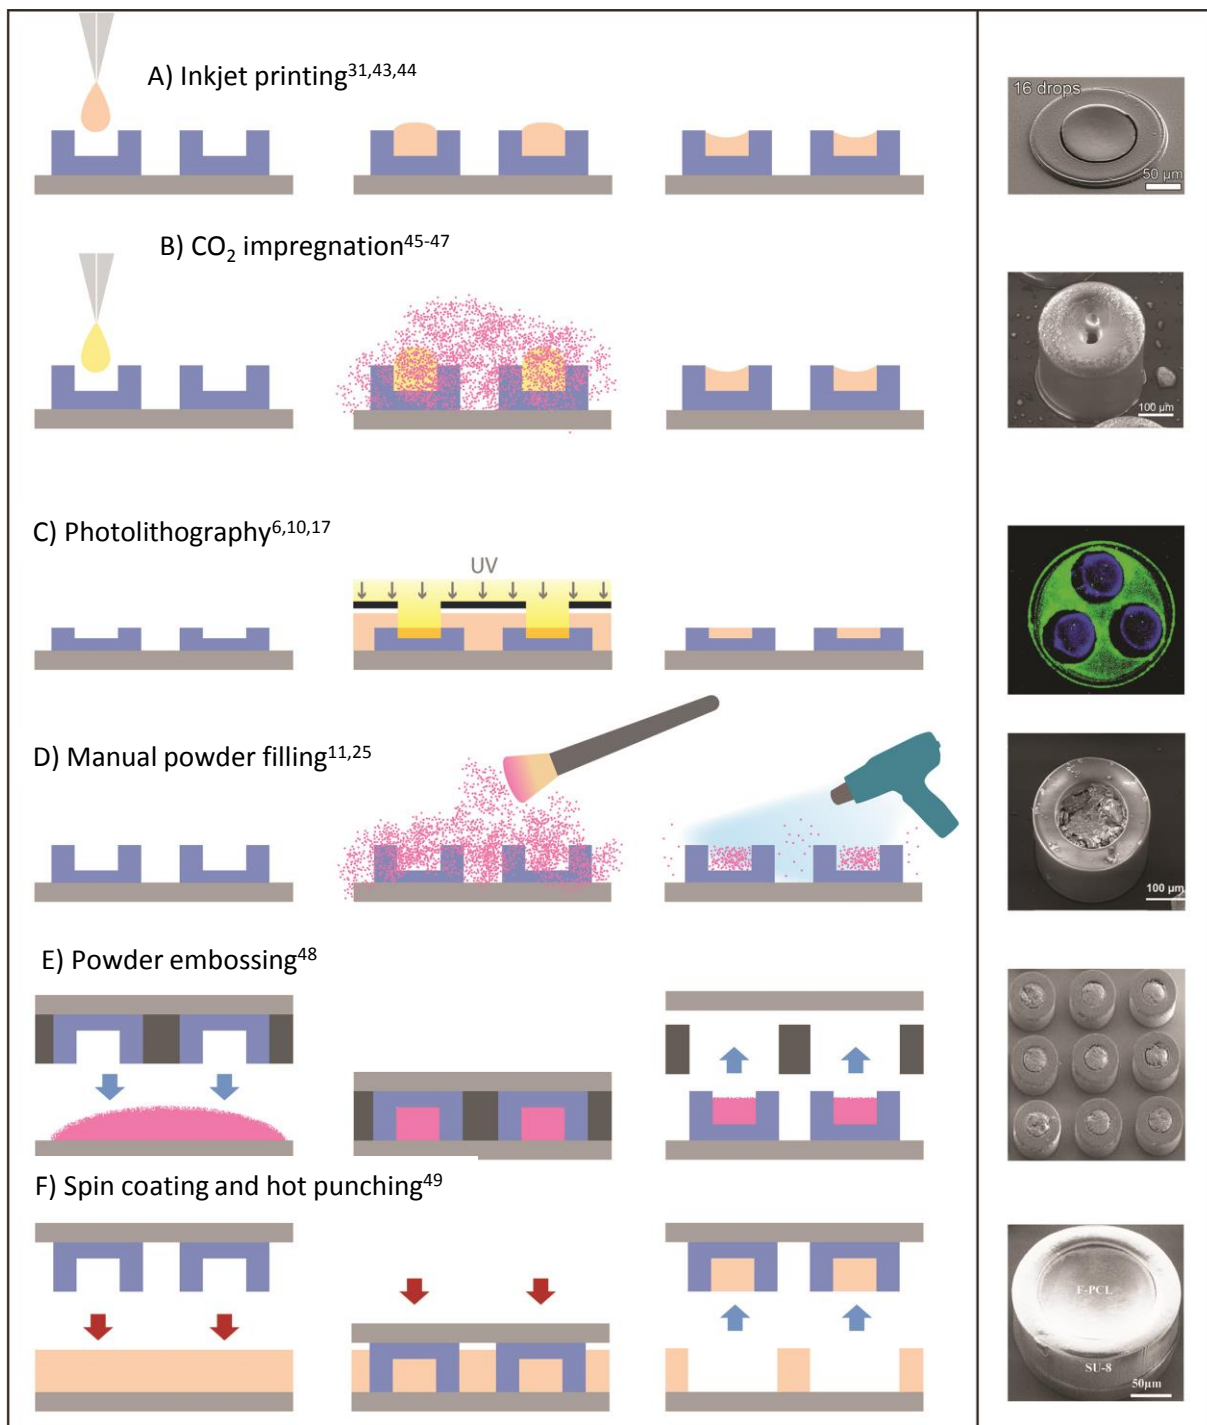 A) Inkjet printing31,43,44
16 drops
50 µm
B) CO2 impregnation45-47
100 µm
C) Photolithography6,10,17
UV
D) Manual powder filling11,25
100 µm
E) Powder embossing48
F) Spin coating and hot punching49
F-PCL
SU-8
50µm